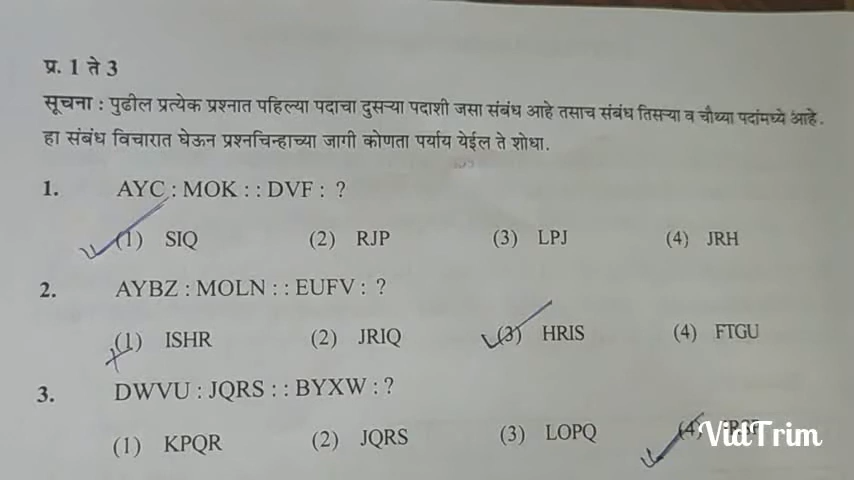 प्र. 1 ते 3
सूचना : पुढील प्रत्येक प्रश्नात पहिल्या पदाचा दुसऱ्या पदाशी जसा संबंध आहे तसाच संबंध तिसऱ्या व चौथ्या पदांमध्ये आहे.
हा संबंध विचारात घेऊन प्रश्नचिन्हाच्या जागी कोणता पर्याय येईल ते शोधा.
1. AYC : MOK : : DVF : ?
(1) SIQ (2) RJP (3) LPJ (4) JRH
2. AYBZ : MOLN : : EUFV : ?
(1) ISHR (2) JRIQ (3) HRIS (4) FTGU
3. DWVU : JQRS : : BYXW : ?
(1) KPQR (2) JQRS (3) LOPQ (4)
VidTrim